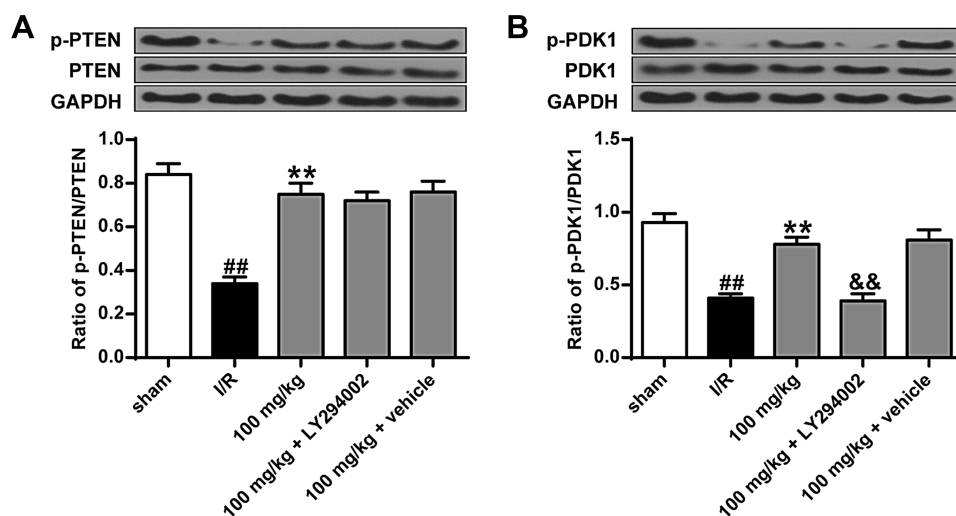 A
p-PTEN
PTEN
GAPDH
Ratio of p-PTEN/PTEN
1.0
0.8
0.6
0.4
0.2
0.0
##
**
sham
I/R
100 mg/kg
100 mg/kg + LY294002
100 mg/kg + vehicle
B
p-PDK1
PDK1
GAPDH
Ratio of p-PDK1/PDK1
1.5
1.0
0.5
0.0
##
**
&&
sham
I/R
100 mg/kg
100 mg/kg + LY294002
100 mg/kg + vehicle